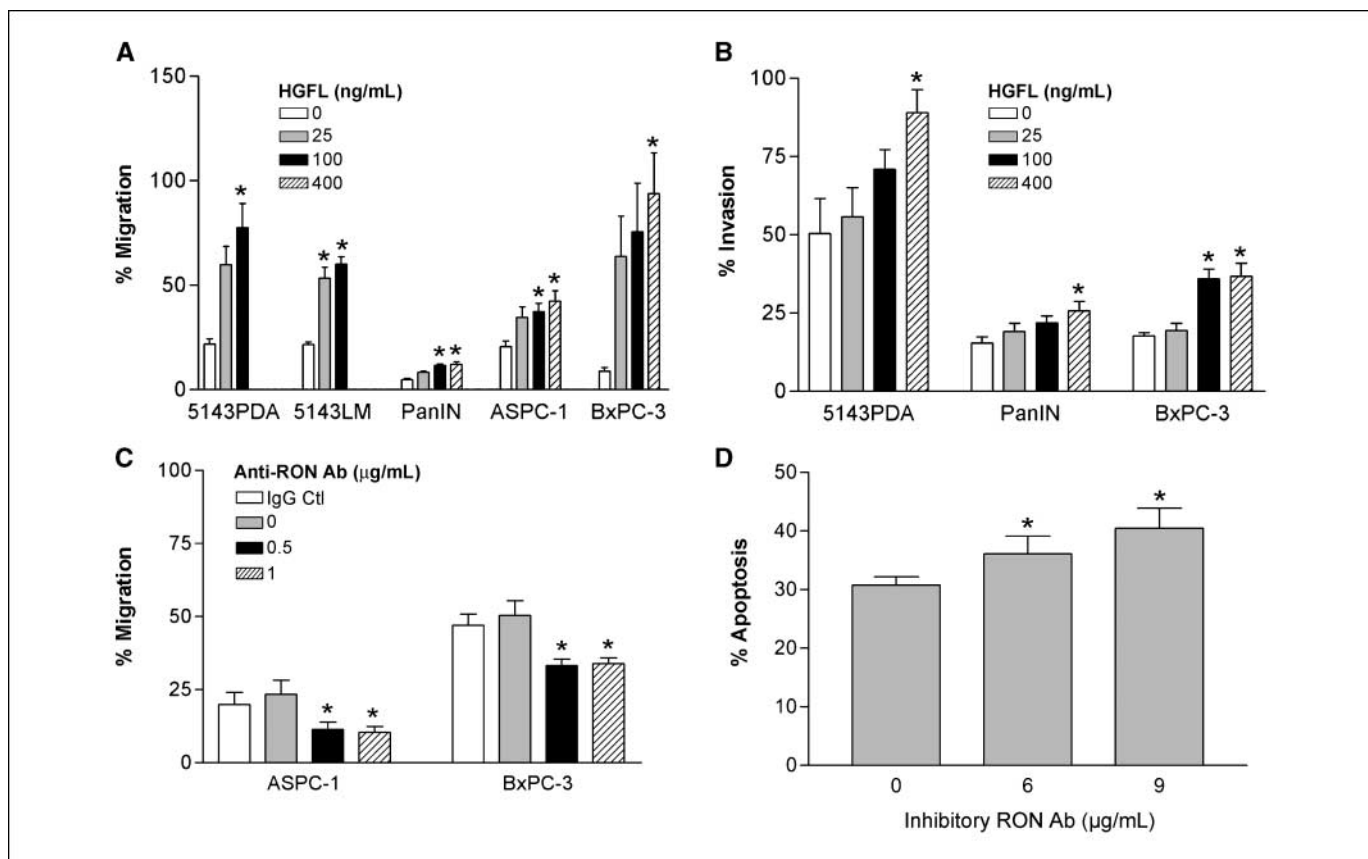 A
HGFL (ng/mL)
0
25
100
400
150
100
50
0
% Migration
* * * * * * * *
5143PDA 5143LM PanIN ASPC-1 BxPC-3
B
HGFL (ng/mL)
0
25
100
400
100
75
50
25
0
% Invasion
* * * *
5143PDA PanIN BxPC-3
C
Anti-RON Ab (μg/mL)
IgG Ctl
0
0.5
1
100
75
50
25
0
% Migration
* * * *
ASPC-1 BxPC-3
D
50
40
30
20
10
0
% Apoptosis
* *
0 6 9
Inhibitory RON Ab (μg/mL)